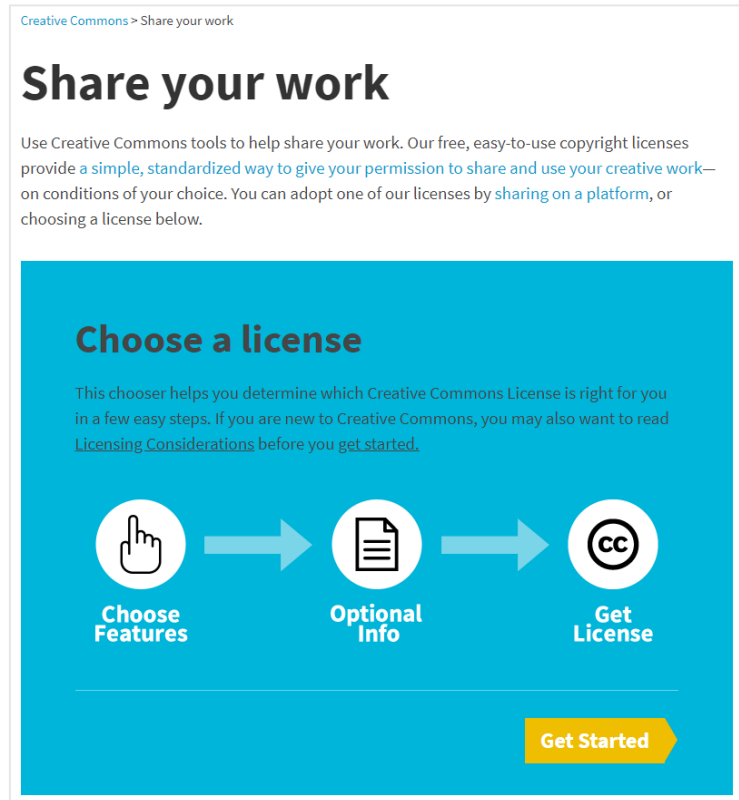 Creative Commons > Share your work
Share your work
Use Creative Commons tools to help share your work. Our free, easy-to-use copyright licenses
provide a simple, standardized way to give your permission to share and use your creative work—
on conditions of your choice. You can adopt one of our licenses by sharing on a platform, or
choosing a license below.
Choose a license
This chooser helps you determine which Creative Commons License is right for you
in a few easy steps. If you are new to Creative Commons, you may also want to read
Licensing Considerations before you get started.
cc
Choose
Features
Optional
Info
Get
License
Get Started